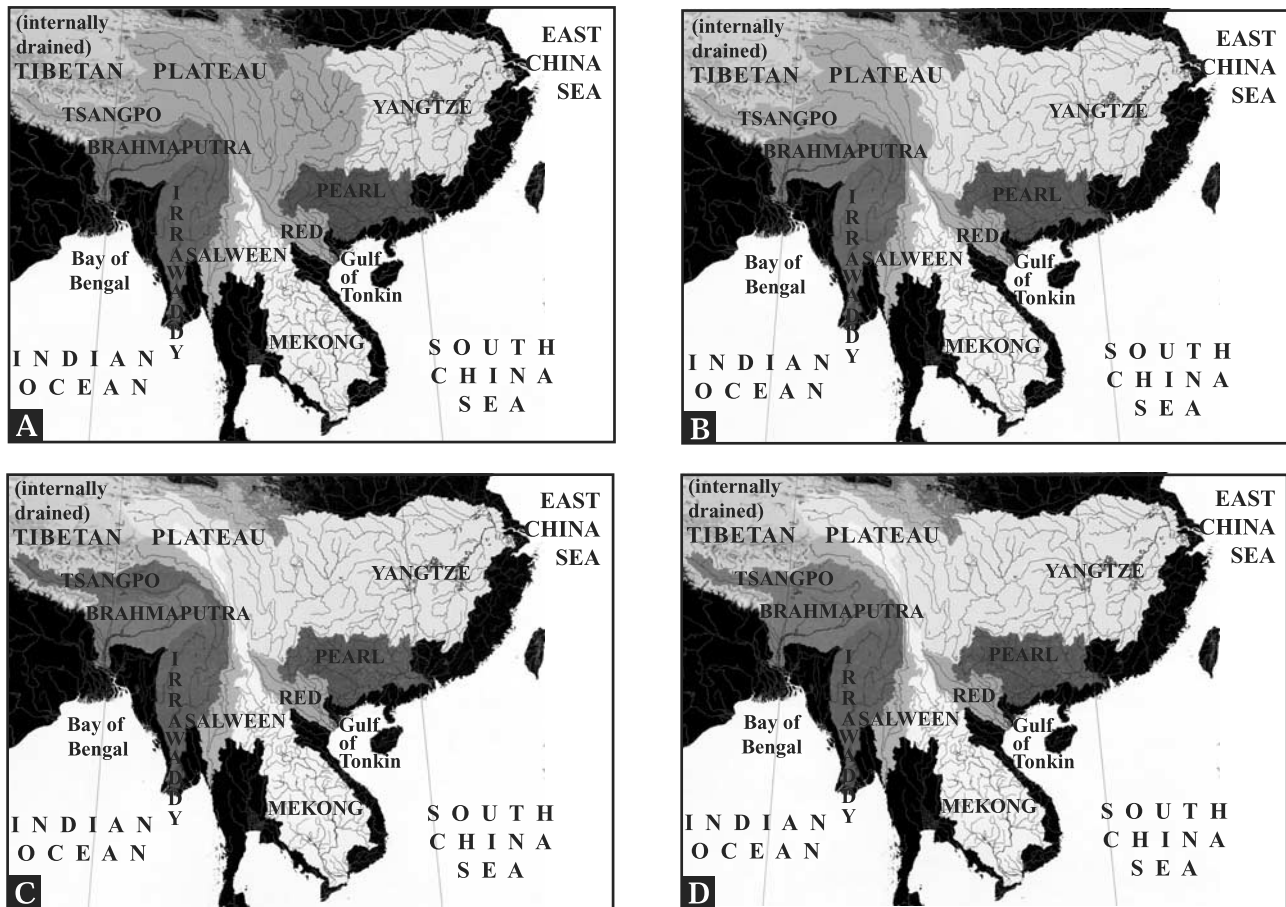 (internally
drained)
TIBETAN PLATEAU
TSANGPO
BRAHMAPUTRA
YANGTZE
EAST
CHINA
SEA
PEARL
IRRAWADDY
RED
SALWEEN
Bay of
Bengal
Gulf
of
Tonkin
MEKONG
INDIAN
OCEAN
SOUTH
CHINA
SEA
A
(internally
drained)
TIBETAN PLATEAU
TSANGPO
BRAHMAPUTRA
YANGTZE
EAST
CHINA
SEA
PEARL
IRRAWADDY
RED
SALWEEN
Bay of
Bengal
Gulf
of
Tonkin
MEKONG
INDIAN
OCEAN
SOUTH
CHINA
SEA
B
(internally
drained)
TIBETAN PLATEAU
TSANGPO
BRAHMAPUTRA
YANGTZE
EAST
CHINA
SEA
PEARL
IRRAWADDY
RED
SALWEEN
Bay of
Bengal
Gulf
of
Tonkin
MEKONG
INDIAN
OCEAN
SOUTH
CHINA
SEA
C
(internally
drained)
TIBETAN PLATEAU
TSANGPO
BRAHMAPUTRA
YANGTZE
EAST
CHINA
SEA
PEARL
IRRAWADDY
RED
SALWEEN
Bay of
Bengal
Gulf
of
Tonkin
MEKONG
INDIAN
OCEAN
SOUTH
CHINA
SEA
D